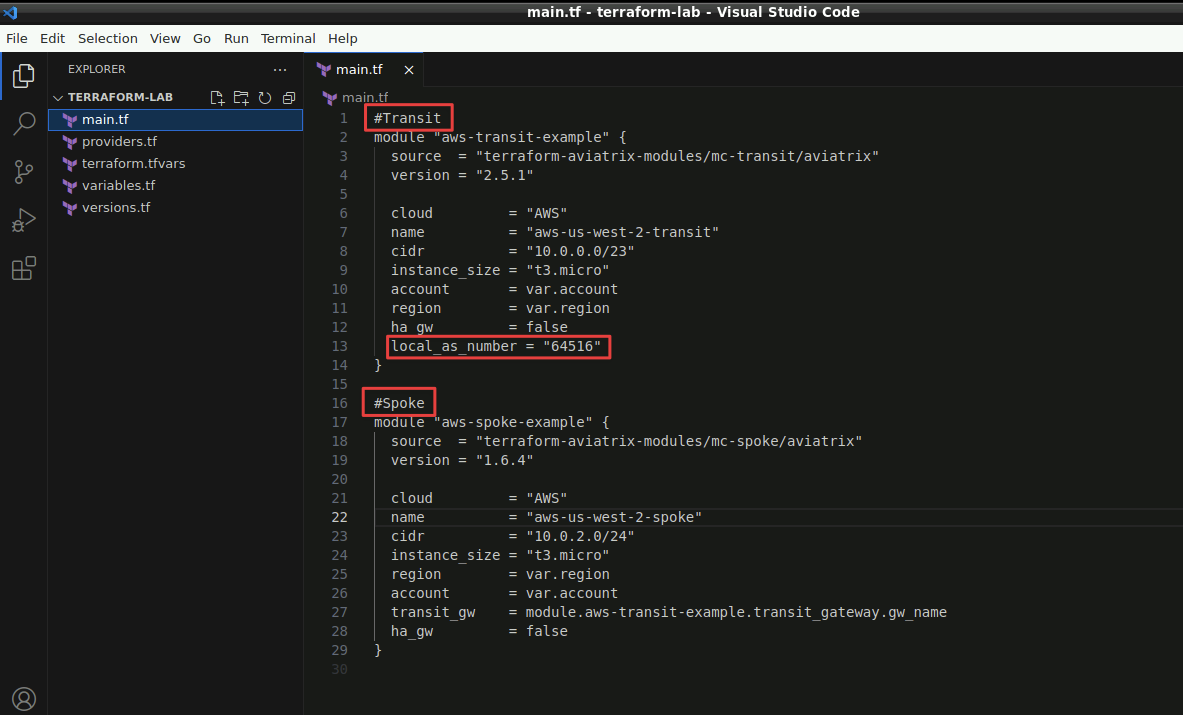 main.tf - terraform-lab - Visual Studio Code
File Edit Selection View Go Run Terminal Help
EXPLORER ···
TERRAFORM-LAB
main.tf
providers.tf
terraform.tfvars
variables.tf
versions.tf
main.tf
main.tf
1 #Transit
2 module "aws-transit-example" {
3   source  = "terraform-aviatrix-modules/mc-transit/aviatrix"
4   version = "2.5.1"
5
6   cloud         = "AWS"
7   name          = "aws-us-west-2-transit"
8   cidr          = "10.0.0.0/23"
9   instance_size = "t3.micro"
10   account       = var.account
11   region        = var.region
12   ha_gw         = false
13   local_as_number = "64516"
14 }
15
16 #Spoke
17 module "aws-spoke-example" {
18   source  = "terraform-aviatrix-modules/mc-spoke/aviatrix"
19   version = "1.6.4"
20
21   cloud         = "AWS"
22   name          = "aws-us-west-2-spoke"
23   cidr          = "10.0.2.0/24"
24   instance_size = "t3.micro"
25   region        = var.region
26   account       = var.account
27   transit_gw    = module.aws-transit-example.transit_gateway.gw_name
28   ha_gw         = false
29 }
30